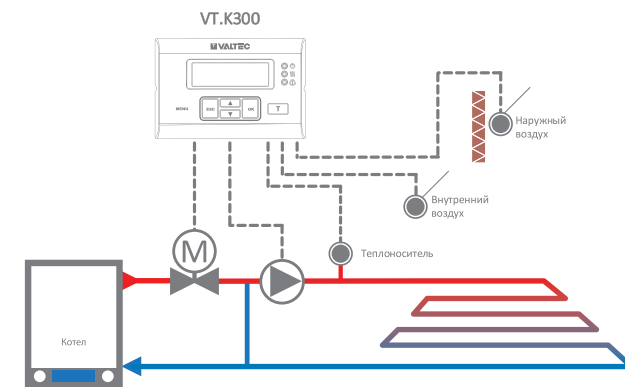 VT.K300
VALTEC
MENU
ESC
OK
T
Наружный
воздух
Внутренний
воздух
M
Теплоноситель
Котел